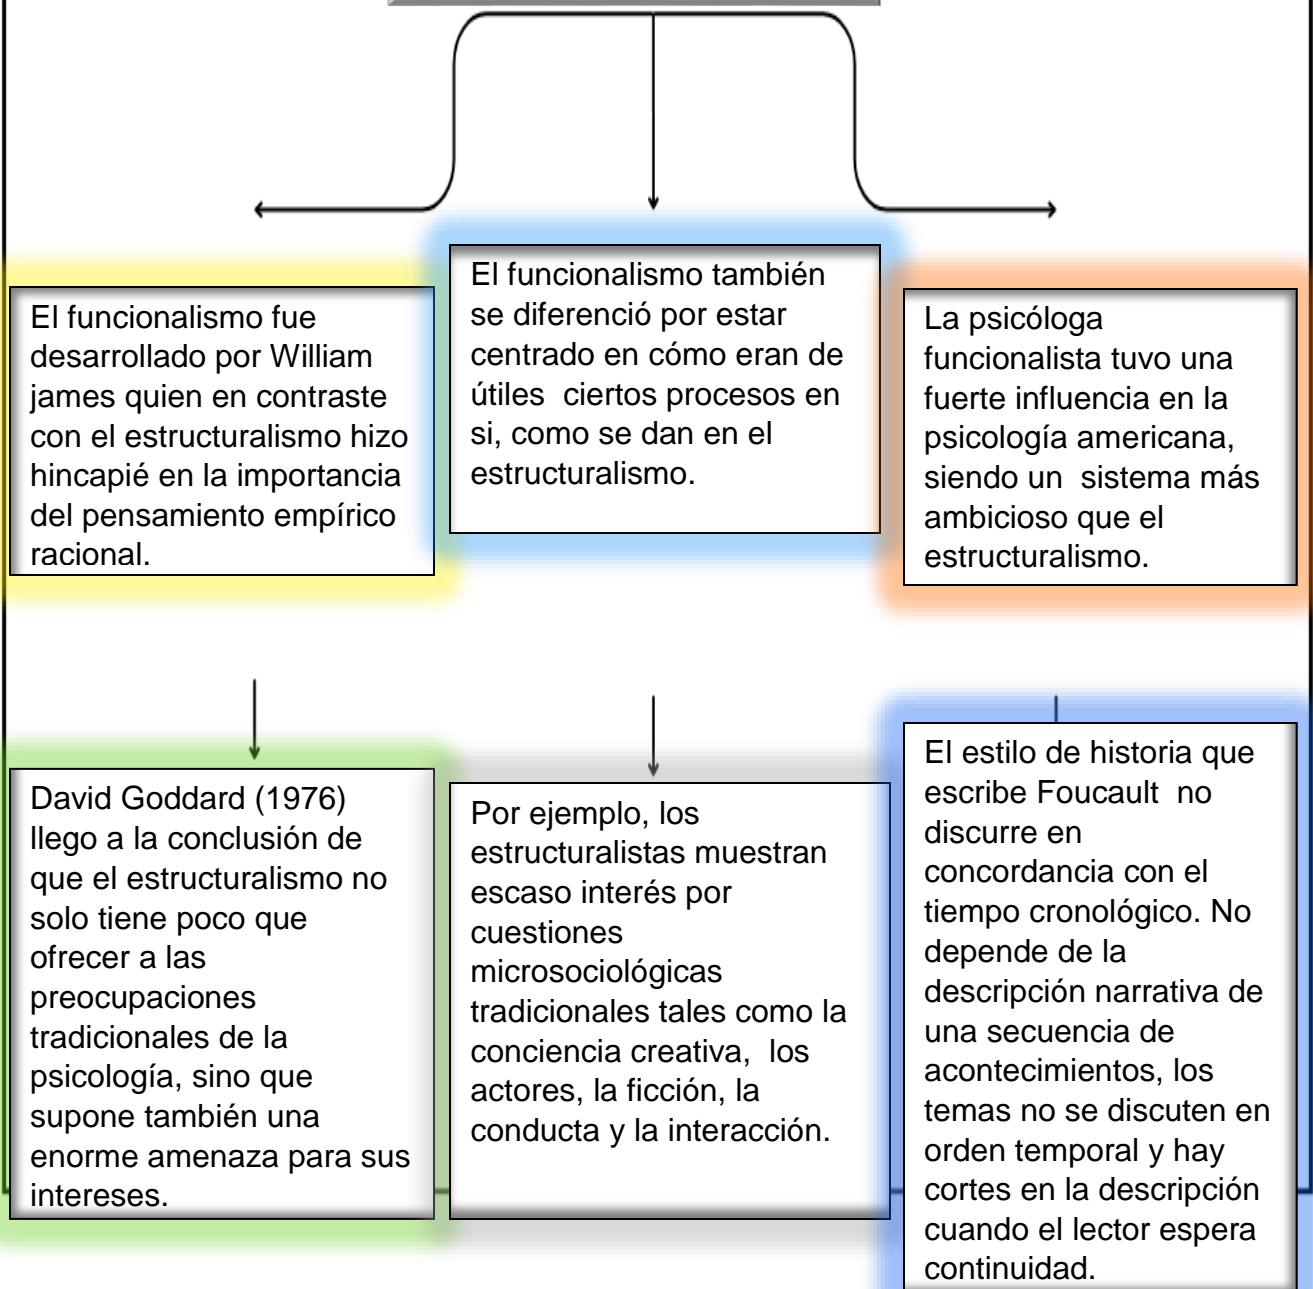 El funcionalismo fue
desarrollado por William
james quien en contraste
con el estructuralismo hizo
hincapié en la importancia
del pensamiento empírico
racional.
El funcionalismo también
se diferenció por estar
centrado en cómo eran de
útiles  ciertos procesos en
si, como se dan en el
estructuralismo.
La psicóloga
funcionalista tuvo una
fuerte influencia en la
psicología americana,
siendo un  sistema más
ambicioso que el
estructuralismo.
David Goddard (1976)
llego a la conclusión de
que el estructuralismo no
solo tiene poco que
ofrecer a las
preocupaciones
tradicionales de la
psicología, sino que
supone también una
enorme amenaza para sus
intereses.
Por ejemplo, los
estructuralistas muestran
escaso interés por
cuestiones
microsociológicas
tradicionales tales como la
conciencia creativa,  los
actores, la ficción, la
conducta y la interacción.
El estilo de historia que
escribe Foucault  no
discurre en
concordancia con el
tiempo cronológico. No
depende de la
descripción narrativa de
una secuencia de
acontecimientos, los
temas no se discuten en
orden temporal y hay
cortes en la descripción
cuando el lector espera
continuidad.